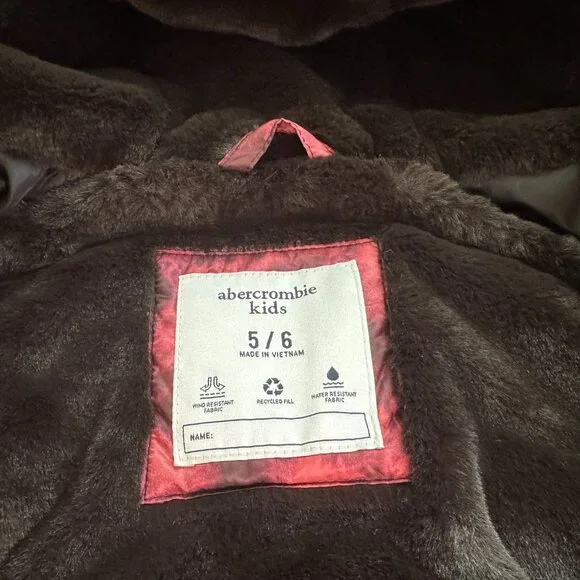 abercrombie
kids
5/6
MADE IN VIETNAM
WIND RESISTANT
FABRIC
RECYCLED FILL
WATER RESISTANT
FABRIC
NAME: